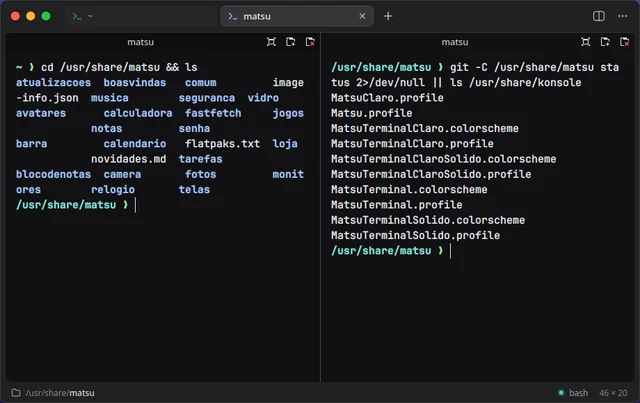 ~
matsu
matsu
~ ❯ cd /usr/share/matsu && ls
atualizacoes boasvindas comum image
-info.json musica seguranca vidro
avatares calculadora fastfetch jogos
notas senha
barra calendario flatpaks.txt loja
novidades.md tarefas
blocodenotas camera fotos monit
ores relogio telas
/usr/share/matsu ❯
matsu
/usr/share/matsu ❯ git -C /usr/share/matsu sta
tus 2>/dev/null || ls /usr/share/konsole
MatsuClaro.profile
Matsu.profile
MatsuTerminalClaro.colorscheme
MatsuTerminalClaro.profile
MatsuTerminalClaroSolido.colorscheme
MatsuTerminalClaroSolido.profile
MatsuTerminal.colorscheme
MatsuTerminal.profile
MatsuTerminalSolido.colorscheme
MatsuTerminalSolido.profile
/usr/share/matsu ❯
/usr/share/matsu
bash 46 × 20